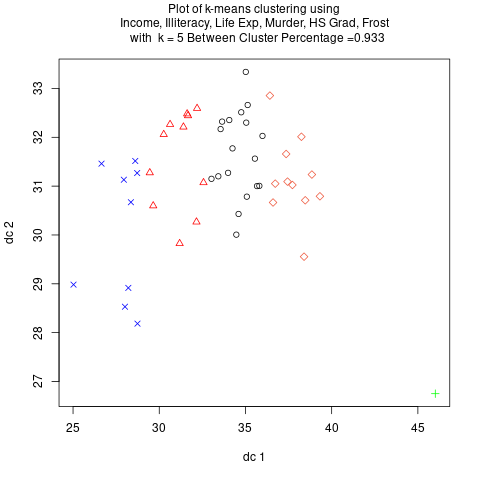 Plot of k-means clustering using
Income, Illiteracy, Life Exp, Murder, HS Grad, Frost
with  k = 5 Between Cluster Percentage =0.933
33
32
31
30
29
28
27
dc 2
25
30
35
40
45
dc 1